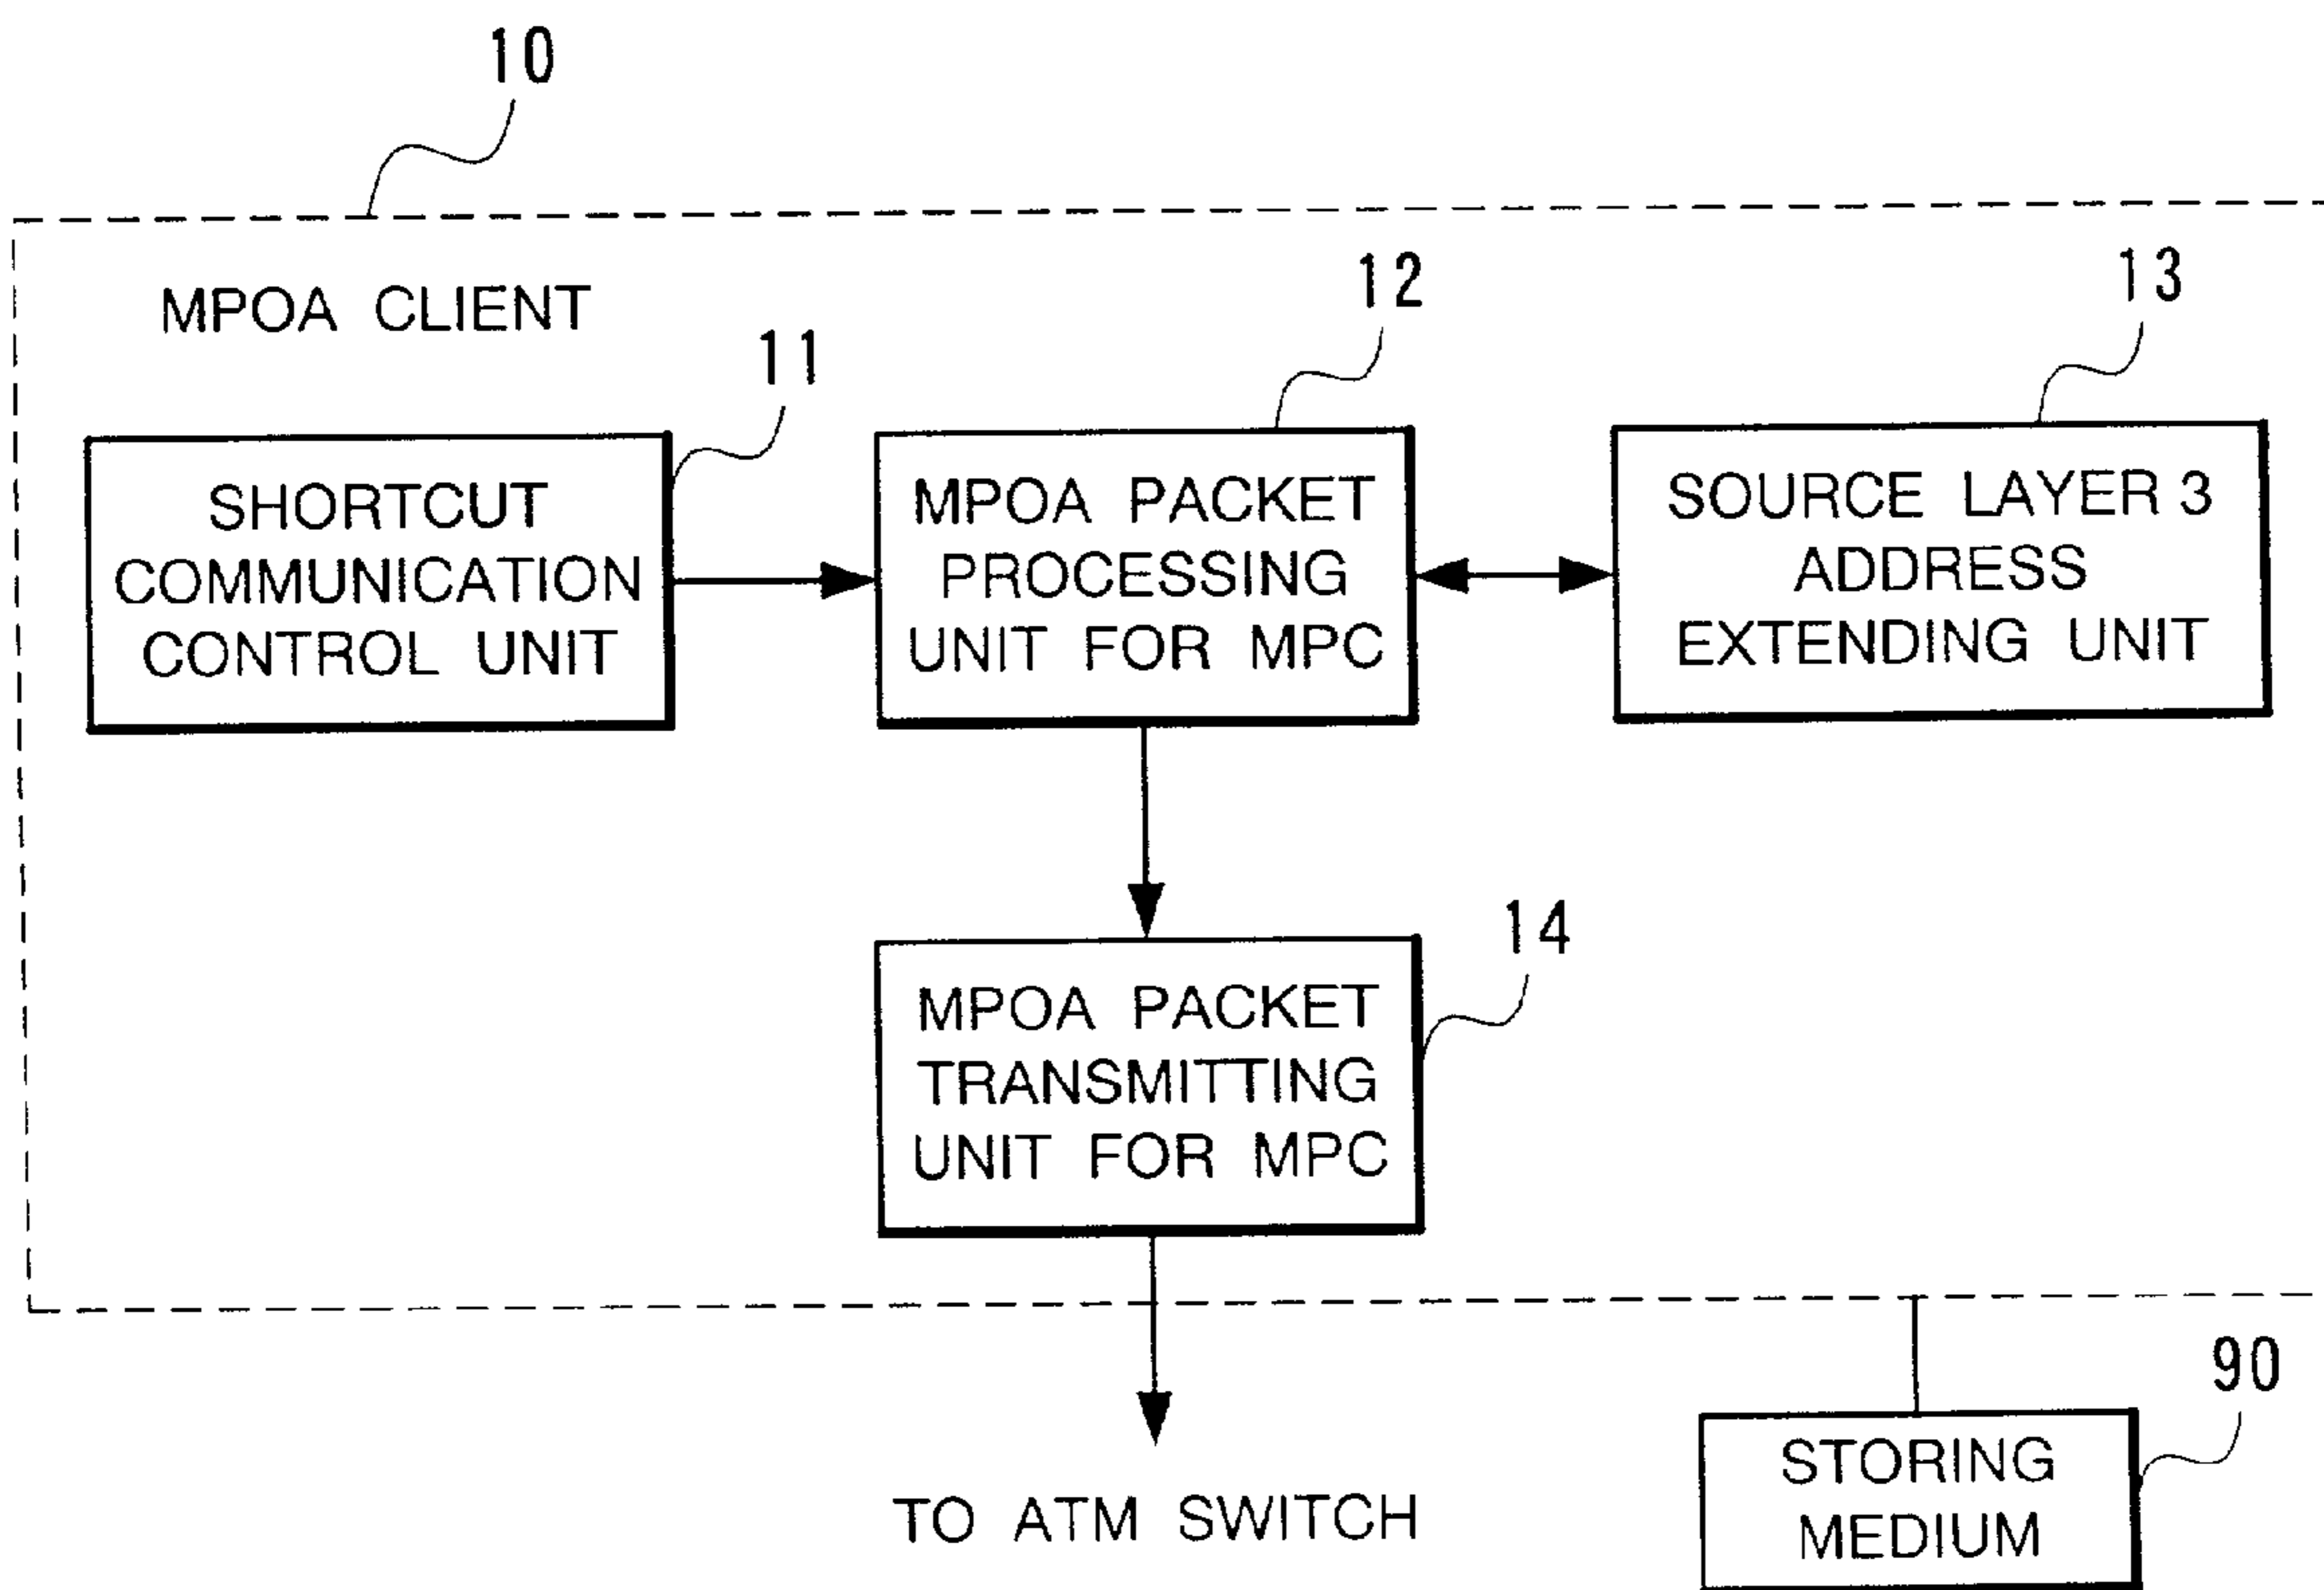 10
MPOA CLIENT
11
12
13
SHORTCUT
COMMUNICATION
CONTROL UNIT
MPOA PACKET
PROCESSING
UNIT FOR MPC
SOURCE LAYER 3
ADDRESS
EXTENDING UNIT
14
MPOA PACKET
TRANSMITTING
UNIT FOR MPC
90
TO ATM SWITCH
STORING
MEDIUM